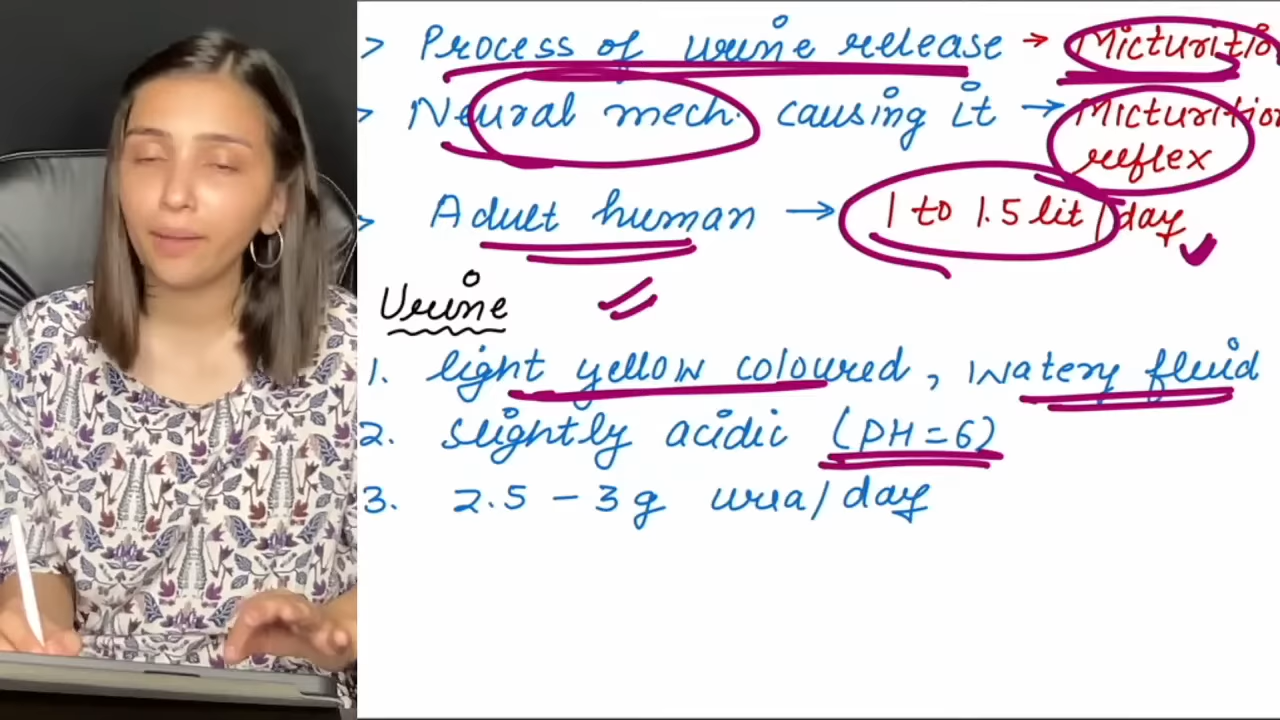 > Process of urine release → Micturitio
> Neural mech. causing it → Micturition
reflex
> Adult human → 1 to 1.5 lit / day
Urine
1. light yellow coloured, watery fluid
2. slightly acidic (PH=6)
3. 2.5 - 3 g urea/day